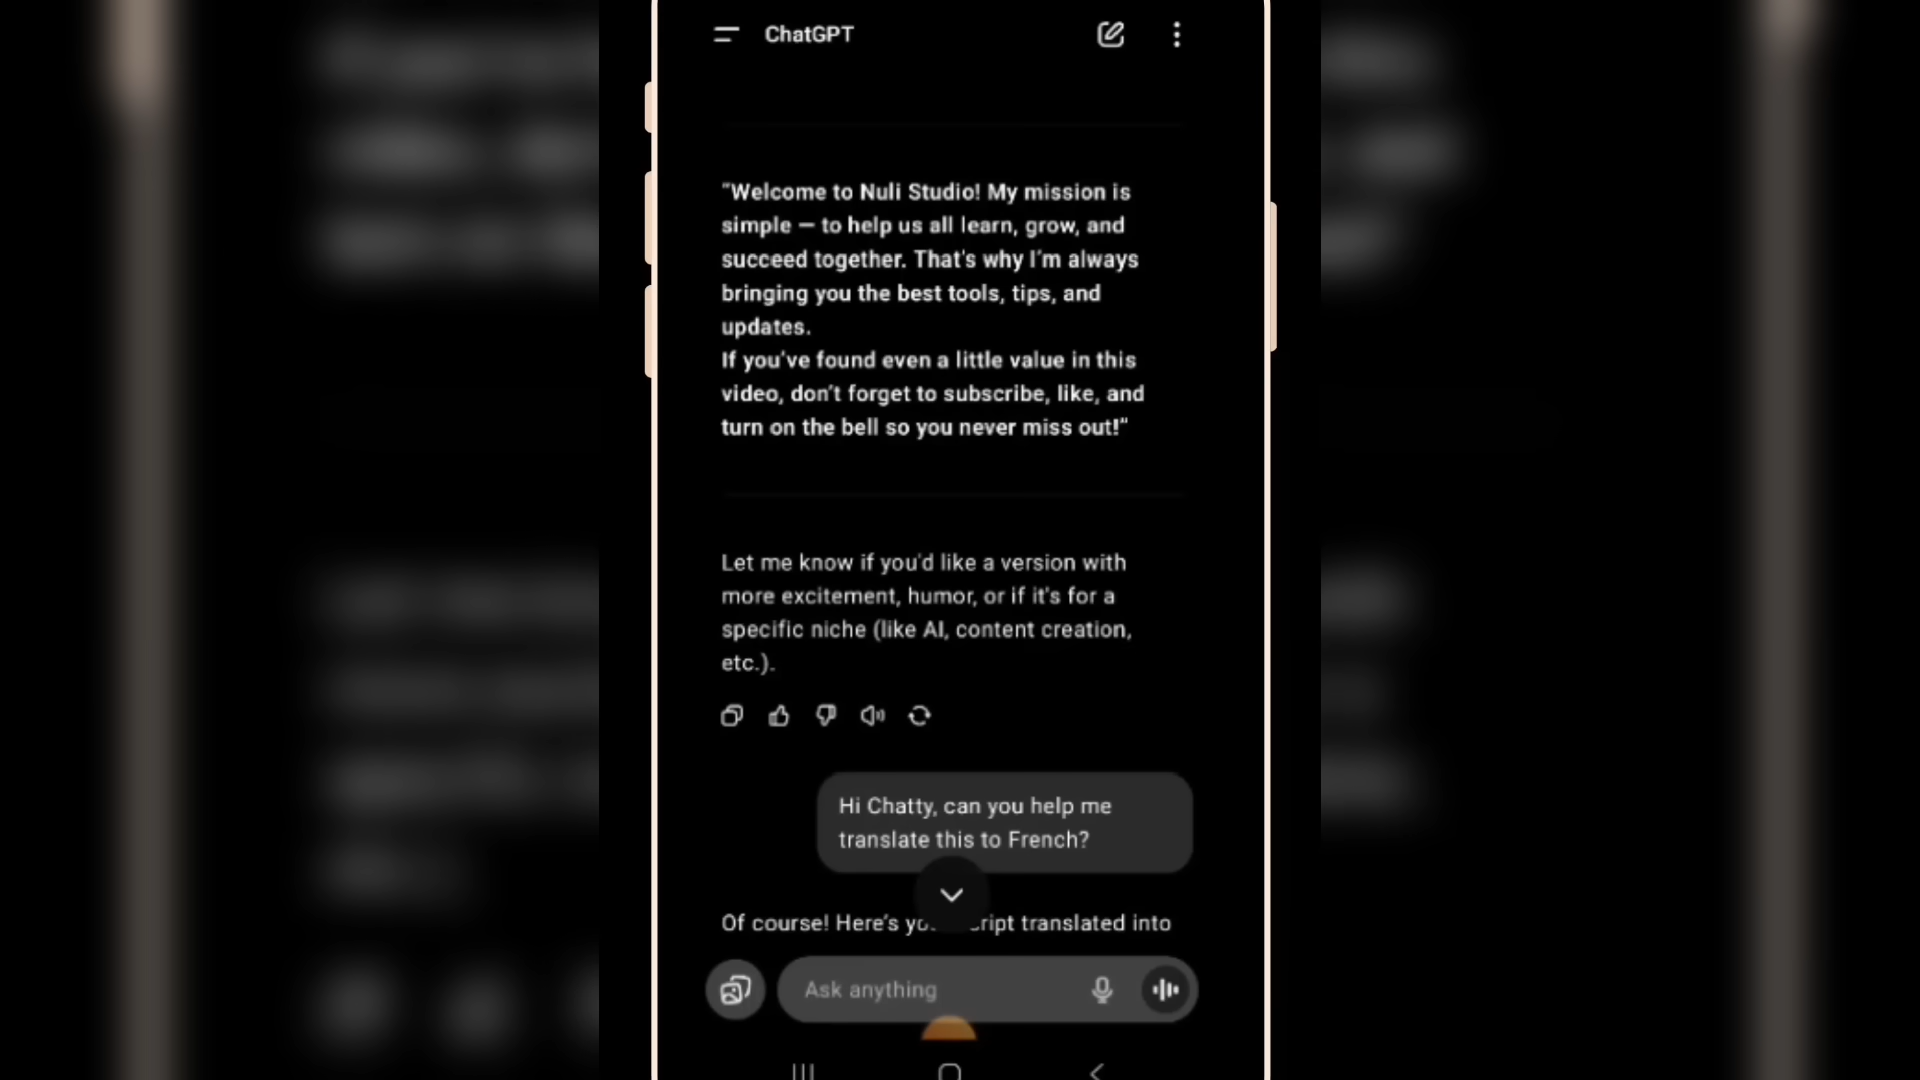 ChatGPT
"Welcome to Nuli Studio! My mission is
simple — to help us all learn, grow, and
succeed together. That's why I'm always
bringing you the best tools, tips, and
updates.
If you've found even a little value in this
video, don't forget to subscribe, like, and
turn on the bell so you never miss out!"
Let me know if you'd like a version with
more excitement, humor, or if it's for a
specific niche (like AI, content creation,
etc.).
Hi Chatty, can you help me
translate this to French?
Of course! Here's translated into
Ask anything